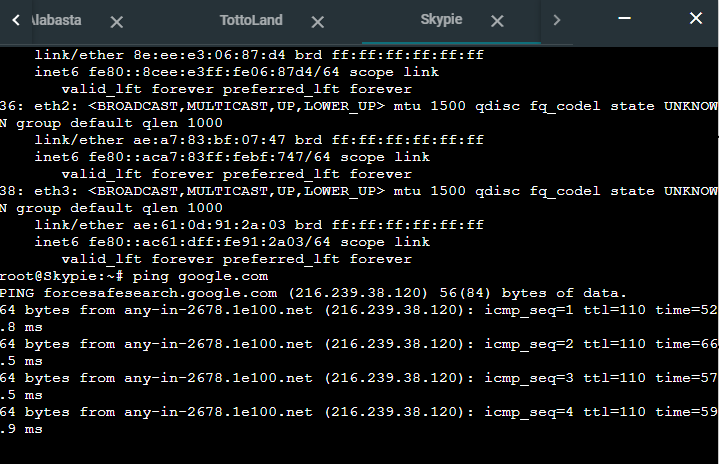 Alabasta
TottoLand
Skypie
link/ether 8e:ee:e3:06:87:d4 brd ff:ff:ff:ff:ff:ff
inet6 fe80::8cee:e3ff:fe06:87d4/64 scope link
valid_lft forever preferred_lft forever
36: eth2: <BROADCAST,MULTICAST,UP,LOWER_UP> mtu 1500 qdisc fq_codel state UNKNOW
N group default qlen 1000
link/ether ae:a7:83:bf:07:47 brd ff:ff:ff:ff:ff:ff
inet6 fe80::aca7:83ff:febf:747/64 scope link
valid_lft forever preferred_lft forever
38: eth3: <BROADCAST,MULTICAST,UP,LOWER_UP> mtu 1500 qdisc fq_codel state UNKNOW
N group default qlen 1000
link/ether ae:61:0d:91:2a:03 brd ff:ff:ff:ff:ff:ff
inet6 fe80::ac61:dff:fe91:2a03/64 scope link
valid_lft forever preferred_lft forever
root@Skypie:~# ping google.com
PING forcesafesearch.google.com (216.239.38.120) 56(84) bytes of data.
64 bytes from any-in-2678.1e100.net (216.239.38.120): icmp_seq=1 ttl=110 time=52
.8 ms
64 bytes from any-in-2678.1e100.net (216.239.38.120): icmp_seq=2 ttl=110 time=66
.5 ms
64 bytes from any-in-2678.1e100.net (216.239.38.120): icmp_seq=3 ttl=110 time=57
.5 ms
64 bytes from any-in-2678.1e100.net (216.239.38.120): icmp_seq=4 ttl=110 time=59
.9 ms